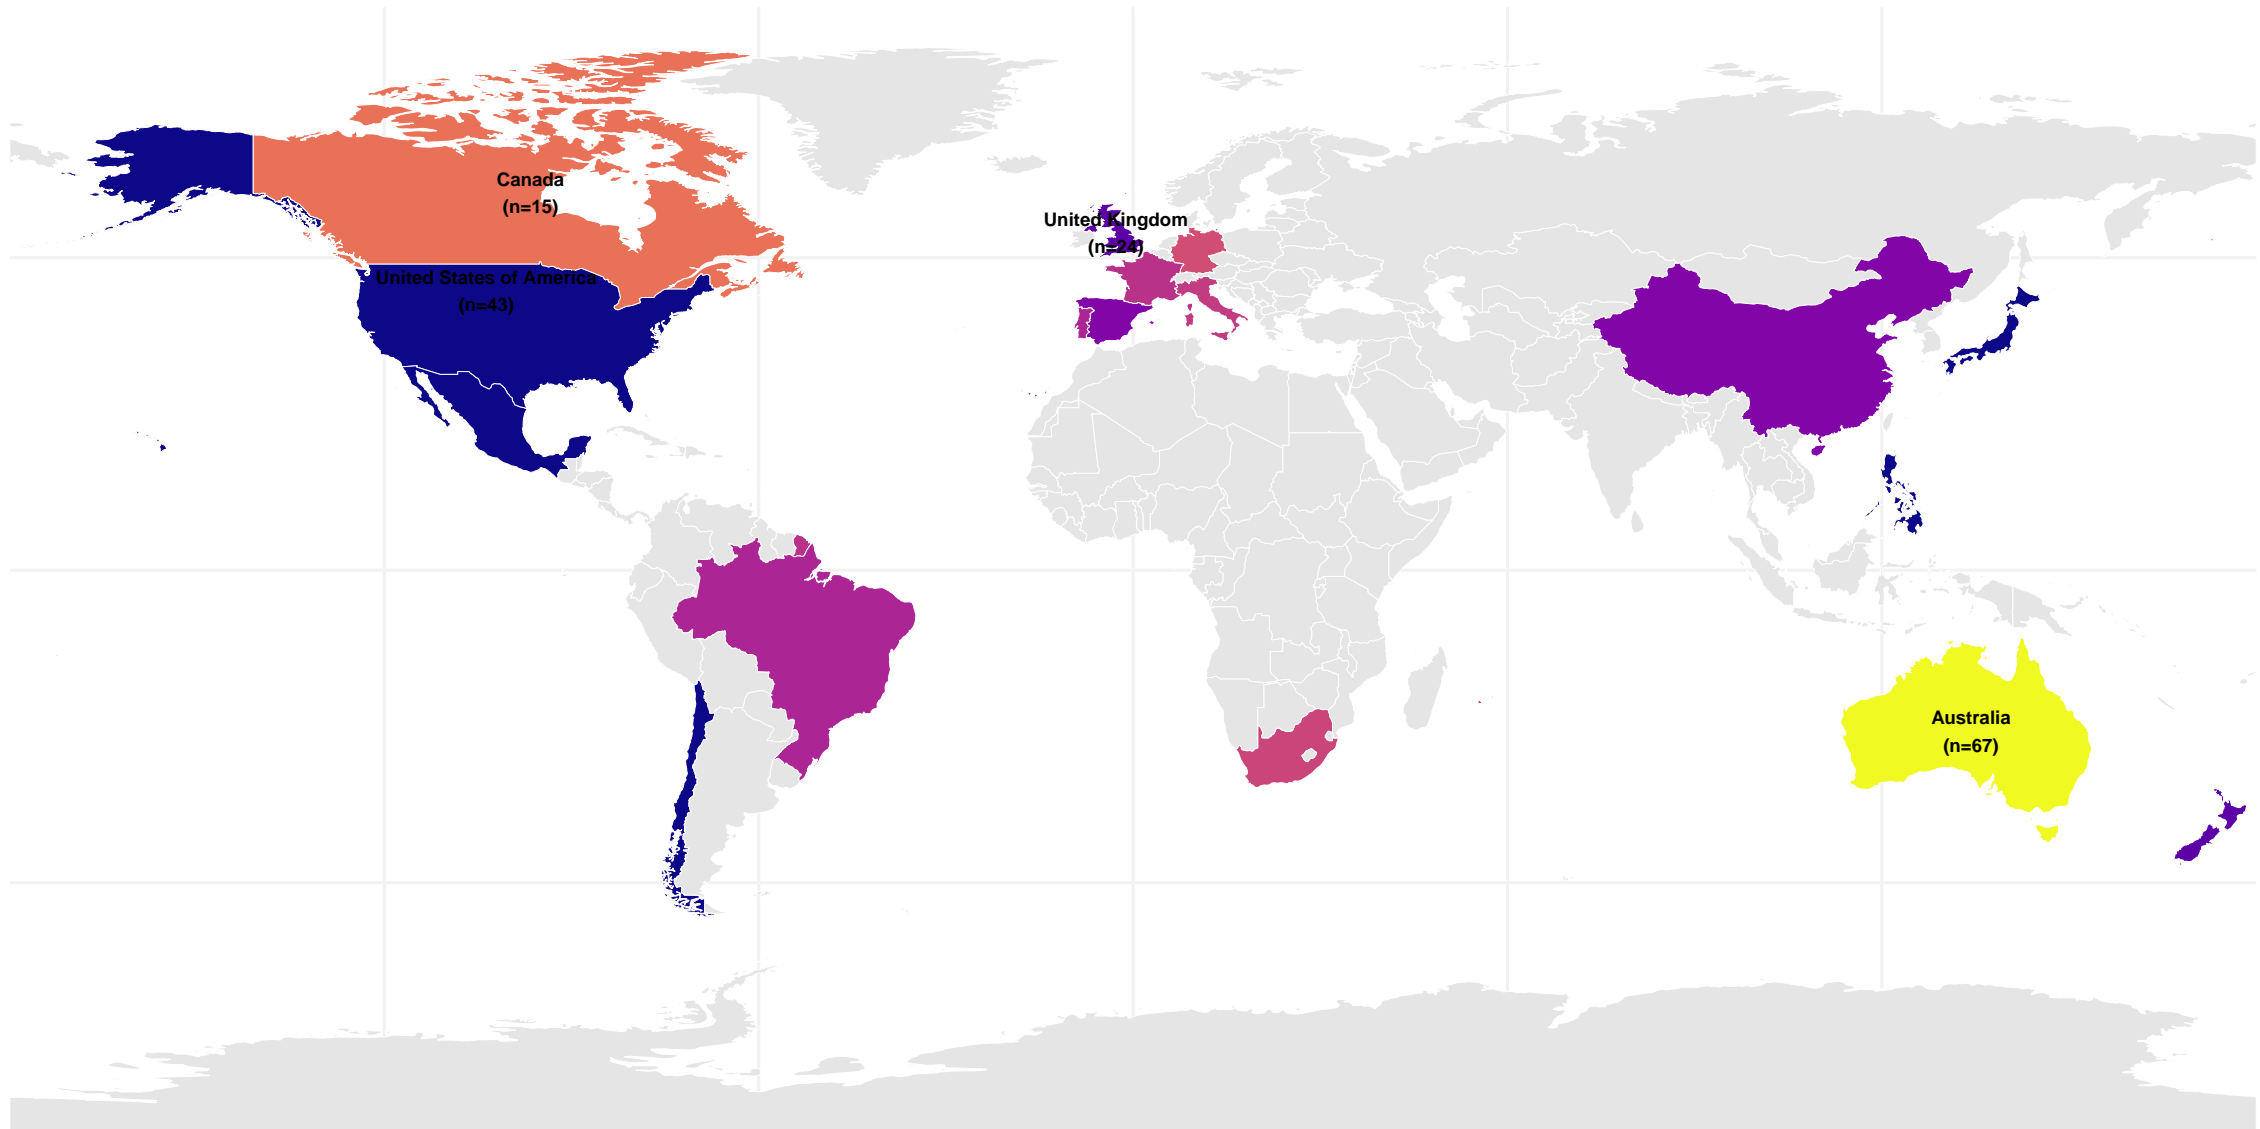 Canada
(n=15)
United Kingdom
(n=24)
United States of America
(n=43)
Australia
(n=67)